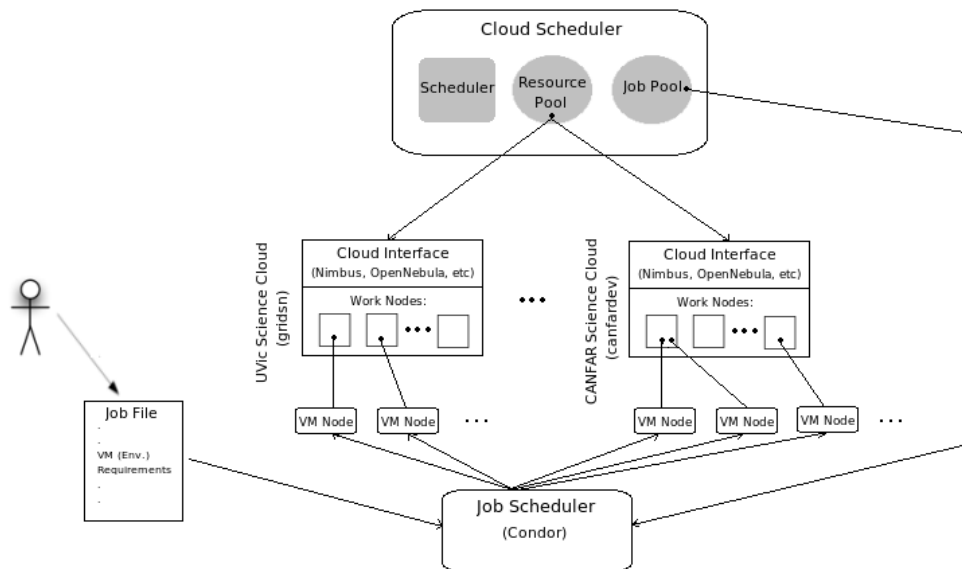 Cloud Scheduler
Scheduler
Resource
Pool
Job Pool
UVic Science Cloud
(gridsn)
Cloud Interface
(Nimbus, OpenNebula, etc)
Work Nodes:
CANFAR Science Cloud
(canfardev)
Cloud Interface
(Nimbus, OpenNebula, etc)
Work Nodes:
Job File
.
.
VM (Env.)
Requirements
.
.
VM Node
VM Node
...
VM Node
VM Node
VM Node
...
Job Scheduler
(Condor)